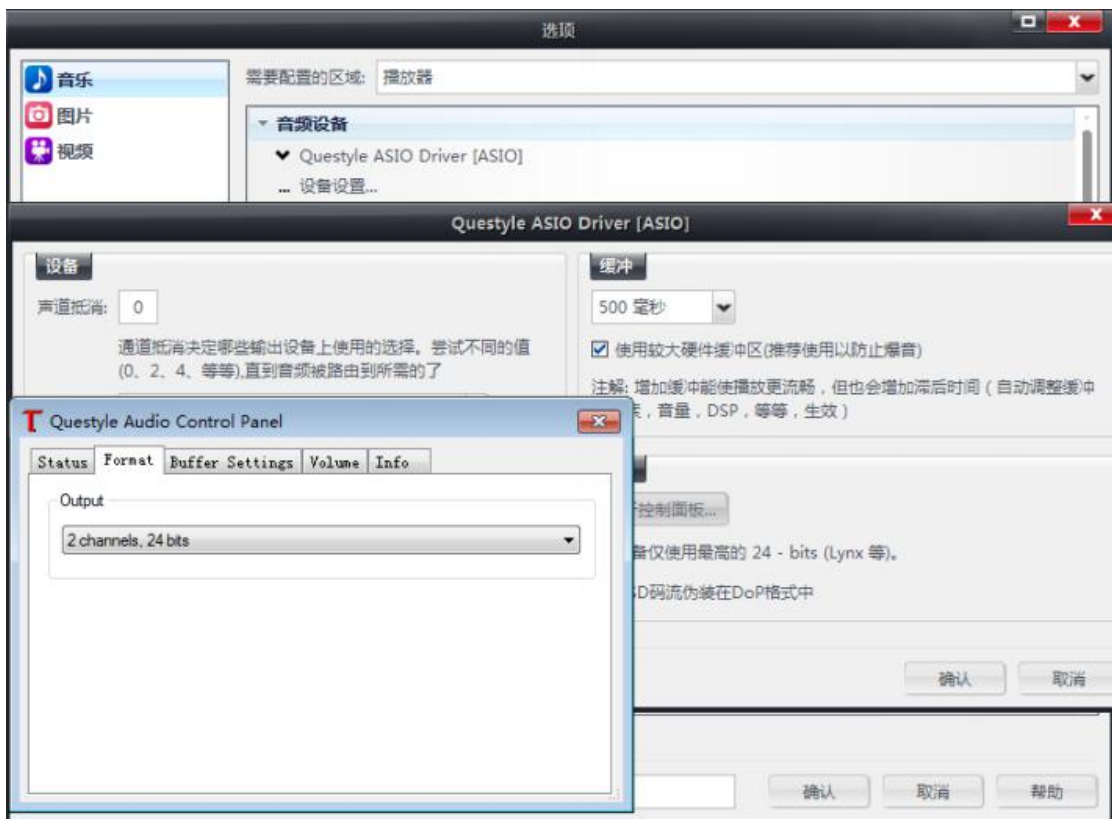 选项
音乐
图片
视频
需要配置的区域:
播放器
音频设备
Questyle ASIO Driver [ASIO]
... 设备设置...
Questyle ASIO Driver [ASIO]
设备
声道抵消: 0
通道抵消决定哪些输出设备上使用的选择。尝试不同的值
(0、2、4、等等),直到音频被路由到所需的了
缓冲
500 毫秒
使用较大硬件缓冲区(推荐使用以防止爆音)
注解: 增加缓冲能使播放更流畅，但也会增加滞后时间（自动调整缓冲
，音量，DSP，等等，生效）
控制面板...
备仅使用最高的 24 - bits (Lynx 等)。
SD码流伪装在DoP格式中
确认
取消
Questyle Audio Control Panel
Status
Format
Buffer Settings
Volume
Info
Output
2 channels, 24 bits
确认
取消
帮助